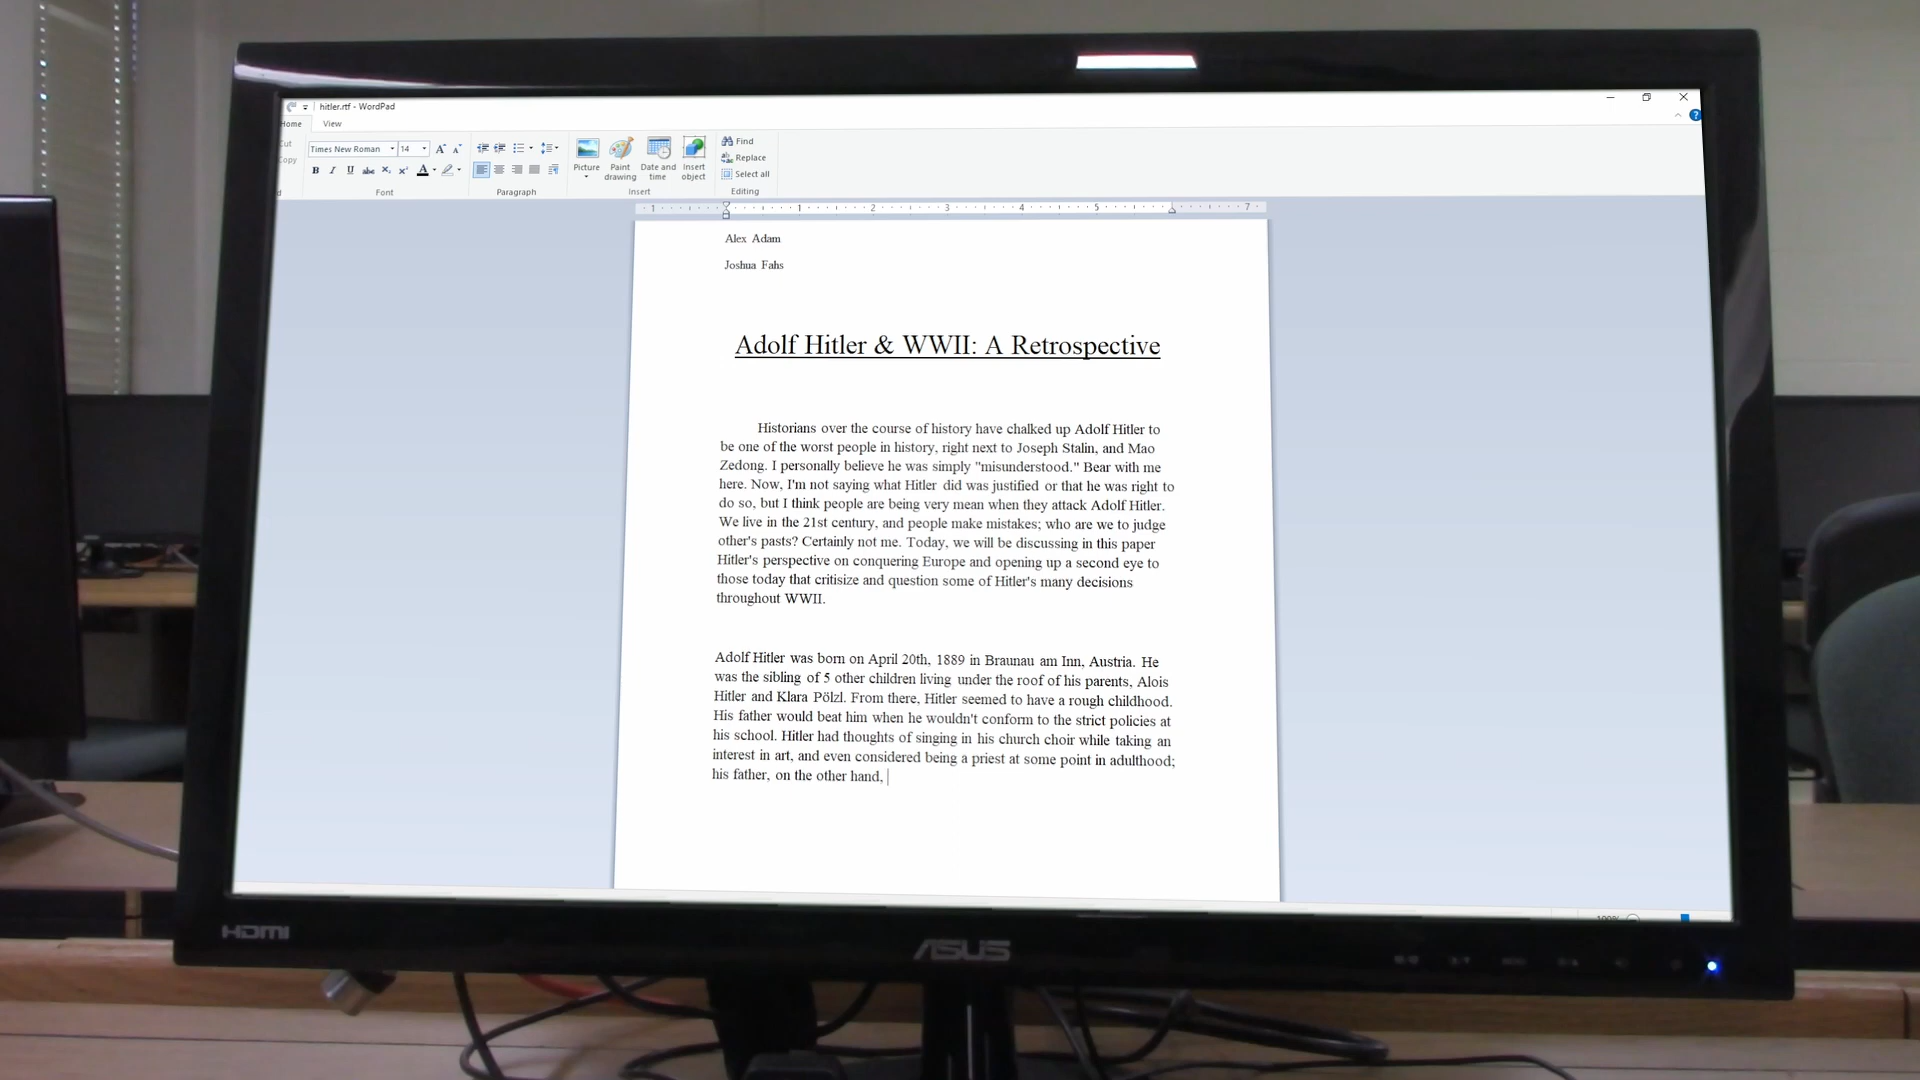 hitler.rtf - WordPad
Home View
Cut
Copy
Times New Roman 14
Font
Paragraph
Picture
Paint drawing
Date and time
Insert object
Insert
Find
Replace
Select all
Editing
1 1 2 3 4 5 7
Alex Adam
Joshua Fahs
Adolf Hitler & WWII: A Retrospective
Historians over the course of history have chalked up Adolf Hitler to
be one of the worst people in history, right next to Joseph Stalin, and Mao
Zedong. I personally believe he was simply "misunderstood." Bear with me
here. Now, I'm not saying what Hitler did was justified or that he was right to
do so, but I think people are being very mean when they attack Adolf Hitler.
We live in the 21st century, and people make mistakes; who are we to judge
other's pasts? Certainly not me. Today, we will be discussing in this paper
Hitler's perspective on conquering Europe and opening up a second eye to
those today that critisize and question some of Hitler's many decisions
throughout WWII.
Adolf Hitler was born on April 20th, 1889 in Braunau am Inn, Austria. He
was the sibling of 5 other children living under the roof of his parents, Alois
Hitler and Klara Pölzl. From there, Hitler seemed to have a rough childhood.
His father would beat him when he wouldn't conform to the strict policies at
his school. Hitler had thoughts of singing in his church choir while taking an
interest in art, and even considered being a priest at some point in adulthood;
his father, on the other hand,
100%
HDMI
ASUS